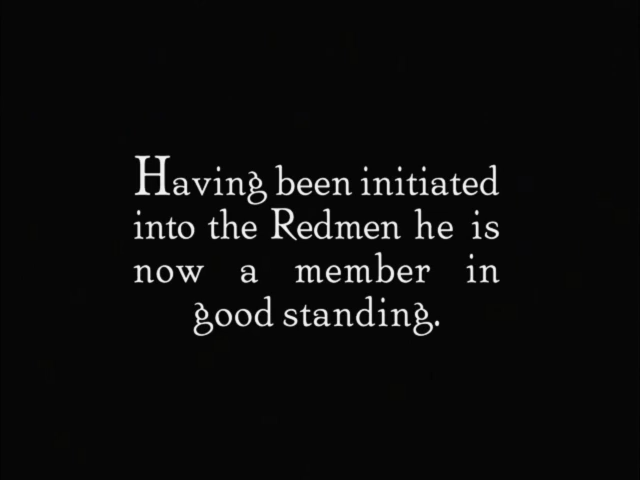 Having been initiated
into the Redmen he is
now a member in
good standing.